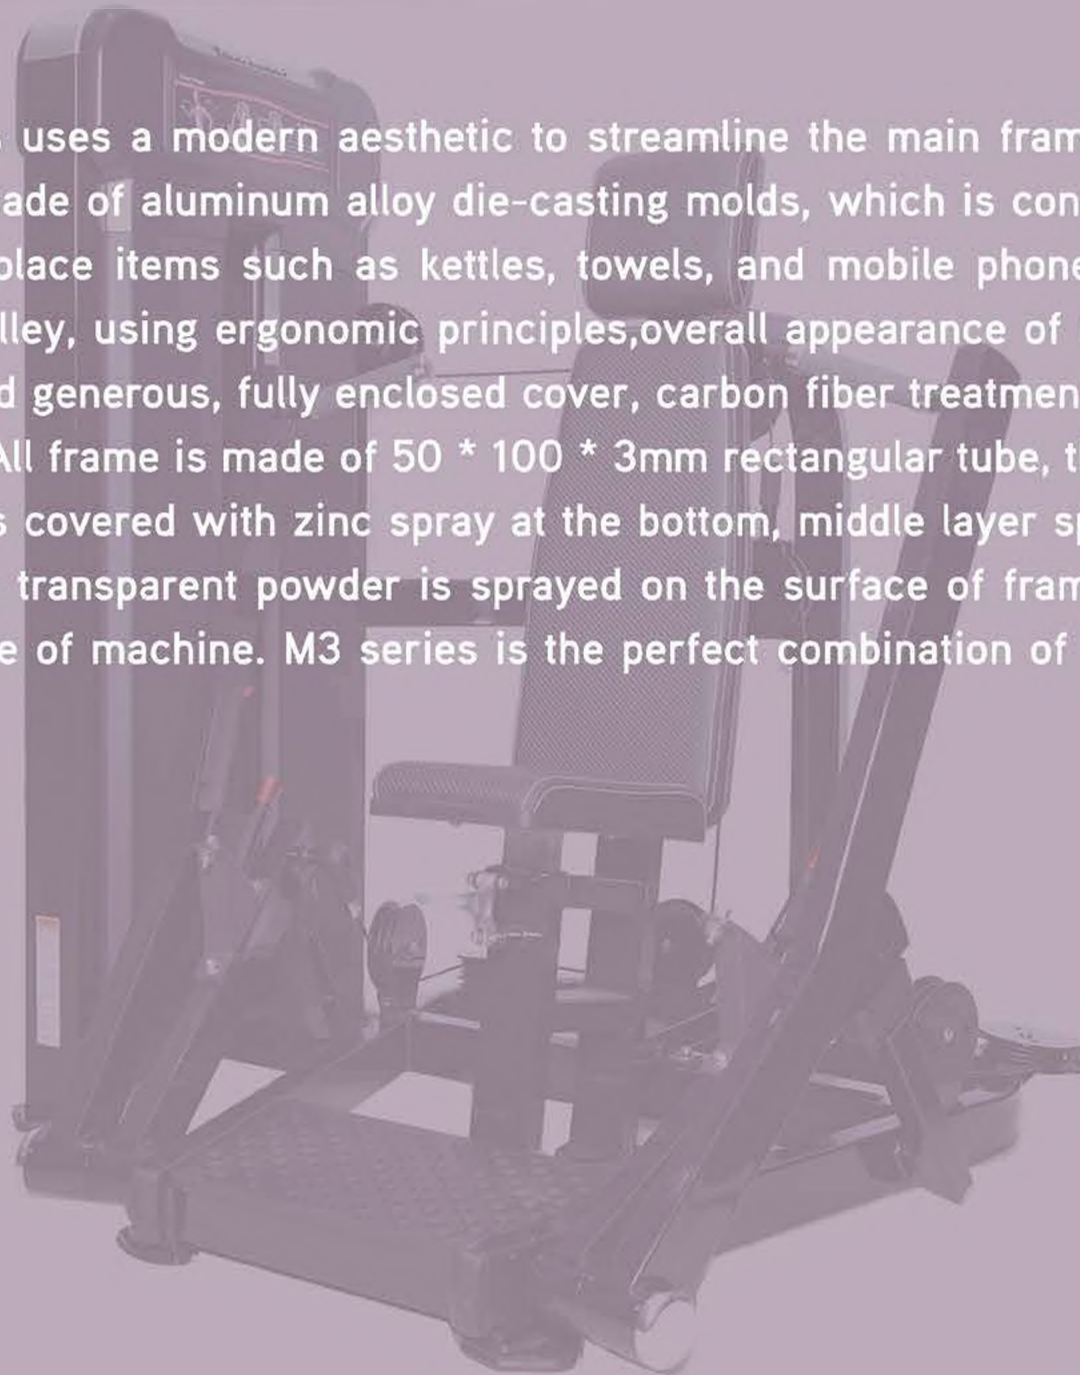 uses a modern aesthetic to streamline the main fram
ade of aluminum alloy die-casting molds, which is con
place items such as kettles, towels, and mobile phone
lley, using ergonomic principles,overall appearance of
d generous, fully enclosed cover, carbon fiber treatmen
All frame is made of 50 * 100 * 3mm rectangular tube, t
s covered with zinc spray at the bottom, middle layer sp
transparent powder is sprayed on the surface of fram
e of machine. M3 series is the perfect combination of